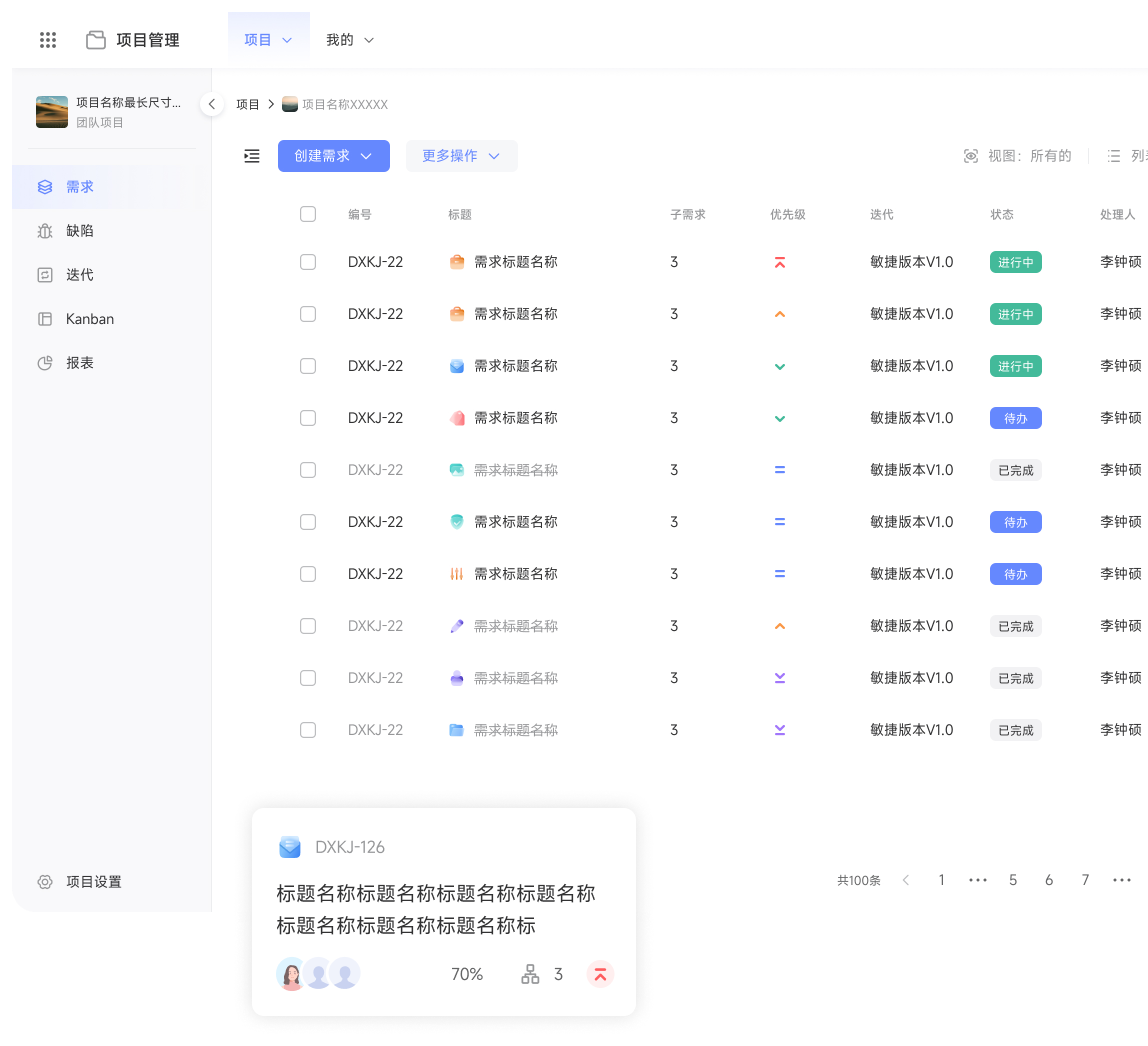 项目管理 项目 我的
项目名称最长尺寸...
团队项目
项目 项目名称XXXXX
创建需求 更多操作 视图：所有的
需求
缺陷
迭代
Kanban
报表
项目设置
编号 标题 子需求 优先级 迭代 状态 处理人
DXKJ-22 需求标题名称 3 敏捷版本V1.0 进行中 李钟硕
DXKJ-22 需求标题名称 3 敏捷版本V1.0 进行中 李钟硕
DXKJ-22 需求标题名称 3 敏捷版本V1.0 进行中 李钟硕
DXKJ-22 需求标题名称 3 敏捷版本V1.0 待办 李钟硕
DXKJ-22 需求标题名称 3 敏捷版本V1.0 已完成 李钟硕
DXKJ-22 需求标题名称 3 敏捷版本V1.0 待办 李钟硕
DXKJ-22 需求标题名称 3 敏捷版本V1.0 待办 李钟硕
DXKJ-22 需求标题名称 3 敏捷版本V1.0 已完成 李钟硕
DXKJ-22 需求标题名称 3 敏捷版本V1.0 已完成 李钟硕
DXKJ-22 需求标题名称 3 敏捷版本V1.0 已完成 李钟硕
DXKJ-126
标题名称标题名称标题名称标题名称
标题名称标题名称标题名称标
70% 3
共100条 1 ··· 5 6 7 ···